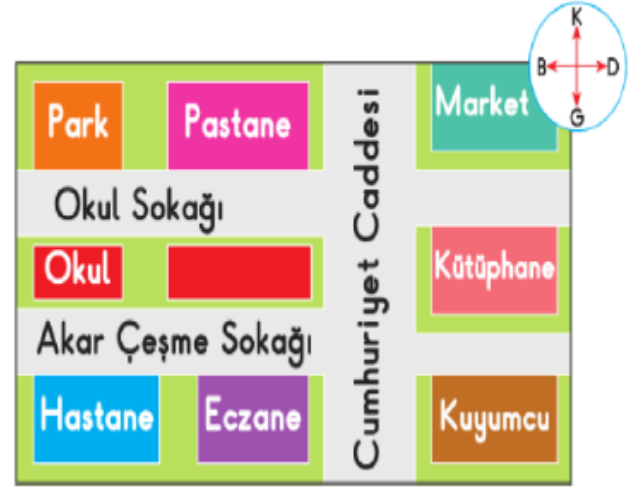 K
B D
G
Park
Pastane
Market
Okul Sokağı
Cumhuriyet Caddesi
Okul
Kütüphane
Akar Çeşme Sokağı
Hastane
Eczane
Kuyumcu